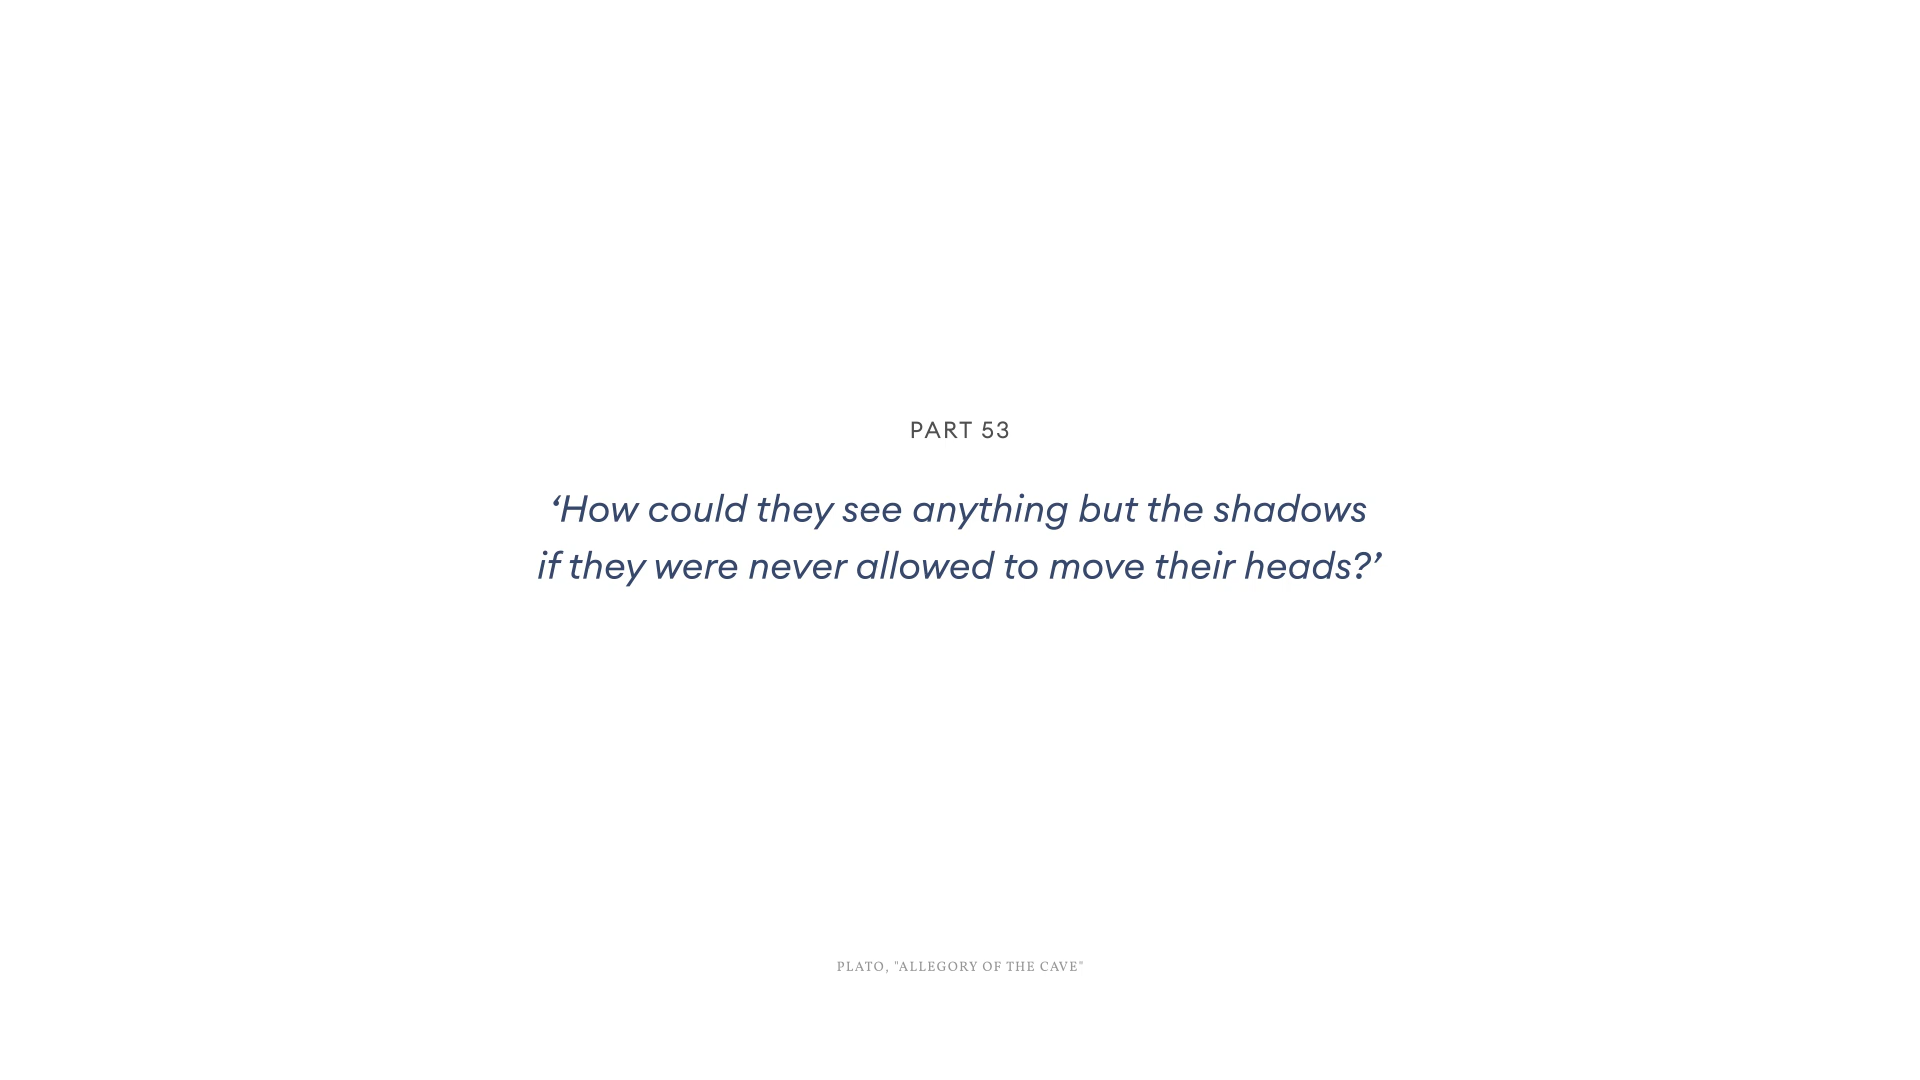 PART 53
‘How could they see anything but the shadows
if they were never allowed to move their heads?’
PLATO, "ALLEGORY OF THE CAVE"